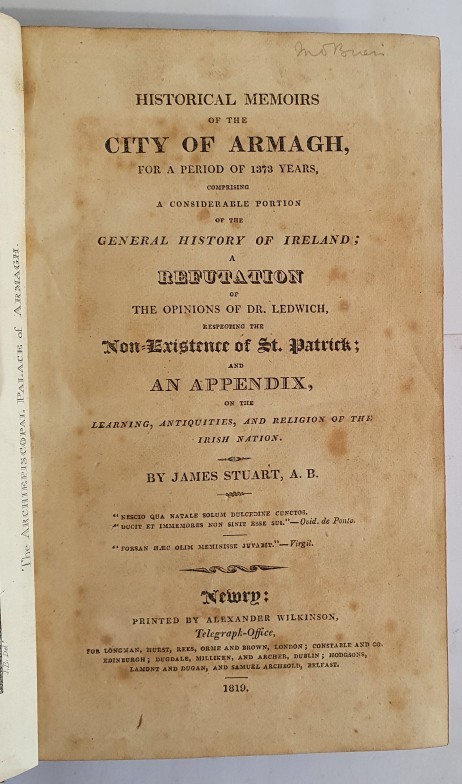 HISTORICAL MEMOIRS
OF THE
CITY OF ARMAGH,
FOR A PERIOD OF 1373 YEARS,
COMPRISING
A CONSIDERABLE PORTION
OF THE
GENERAL HISTORY OF IRELAND;
A
REFUTATION
OF
THE OPINIONS OF DR. LEDWICH,
RESPECTING THE
Non-Existence of St. Patrick;
AND
AN APPENDIX,
ON THE
LEARNING, ANTIQUITIES, AND RELIGION OF THE
IRISH NATION.
BY JAMES STUART, A. B.
"NESCIO QUA NATALE SOLUM DULCEDINE CUNCTOS.
"DUCIT ET IMMEMORES NON SINIT ESSE SUI."—Ovid. de Ponto.
"FORSAN HÆC OLIM MEMINISSE JUVABIT."—Virgil.
Newry:
PRINTED BY ALEXANDER WILKINSON,
Telegraph-Office,
FOR LONGMAN, HURST, REES, ORME AND BROWN, LONDON; CONSTABLE AND CO.
EDINBURGH; DUGDALE, MILLIKEN, AND ARCHER, DUBLIN; HODGSONS,
LAMONT AND DUGAN, AND SAMUEL ARCHBOLD, BELFAST.
1819.
The ARCHIEPISCOPAL PALACE of ARMAGH.